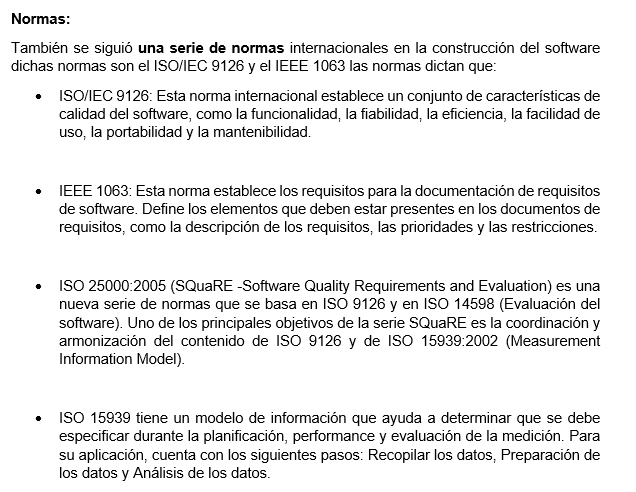 Normas:
También se siguió una serie de normas internacionales en la construcción del software
dichas normas son el ISO/IEC 9126 y el IEEE 1063 las normas dictan que:
• ISO/IEC 9126: Esta norma internacional establece un conjunto de características de
calidad del software, como la funcionalidad, la fiabilidad, la eficiencia, la facilidad de
uso, la portabilidad y la mantenibilidad.
• IEEE 1063: Esta norma establece los requisitos para la documentación de requisitos
de software. Define los elementos que deben estar presentes en los documentos de
requisitos, como la descripción de los requisitos, las prioridades y las restricciones.
• ISO 25000:2005 (SQuaRE -Software Quality Requirements and Evaluation) es una
nueva serie de normas que se basa en ISO 9126 y en ISO 14598 (Evaluación del
software). Uno de los principales objetivos de la serie SQuaRE es la coordinación y
armonización del contenido de ISO 9126 y de ISO 15939:2002 (Measurement
Information Model).
• ISO 15939 tiene un modelo de información que ayuda a determinar que se debe
especificar durante la planificación, performance y evaluación de la medición. Para
su aplicación, cuenta con los siguientes pasos: Recopilar los datos, Preparación de
los datos y Análisis de los datos.